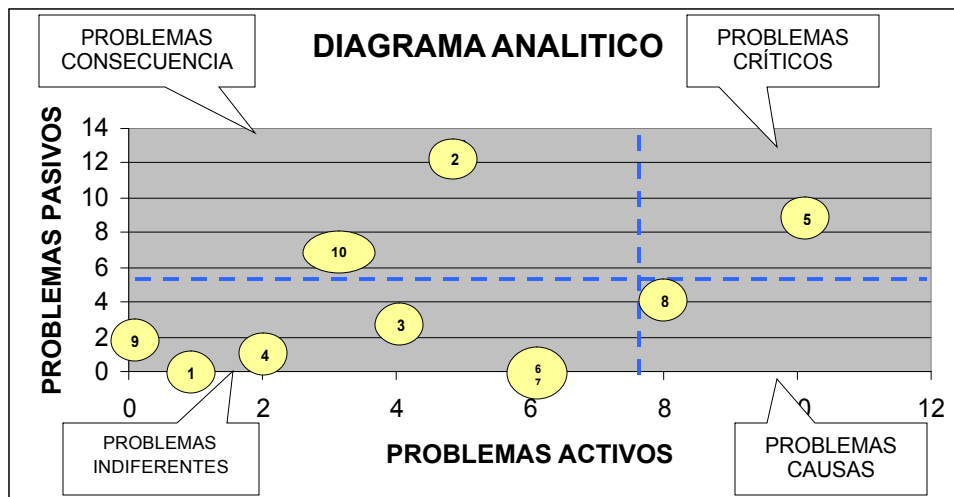 PROBLEMAS
CONSECUENCIA
DIAGRAMA ANALITICO
PROBLEMAS
CRÍTICOS
PROBLEMAS PASIVOS
14
12
10
8
6
4
2
0
2
5
10
8
3
9
4
1
6
7
0
2
4
6
8
0
12
PROBLEMAS
INDIFERENTES
PROBLEMAS ACTIVOS
PROBLEMAS
CAUSAS